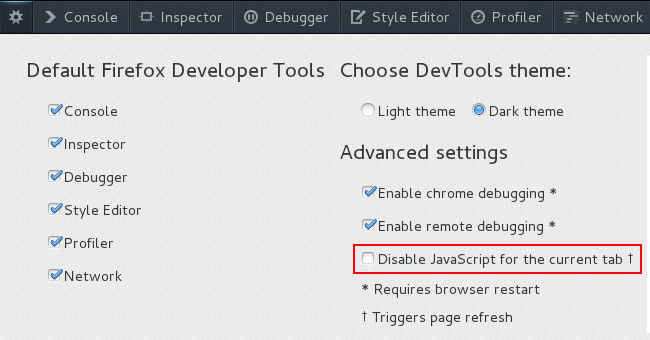 Console Inspector Debugger Style Editor Profiler Network
Default Firefox Developer Tools
Console
Inspector
Debugger
Style Editor
Profiler
Network
Choose DevTools theme:
Light theme Dark theme
Advanced settings
Enable chrome debugging *
Enable remote debugging *
Disable JavaScript for the current tab †
* Requires browser restart
† Triggers page refresh